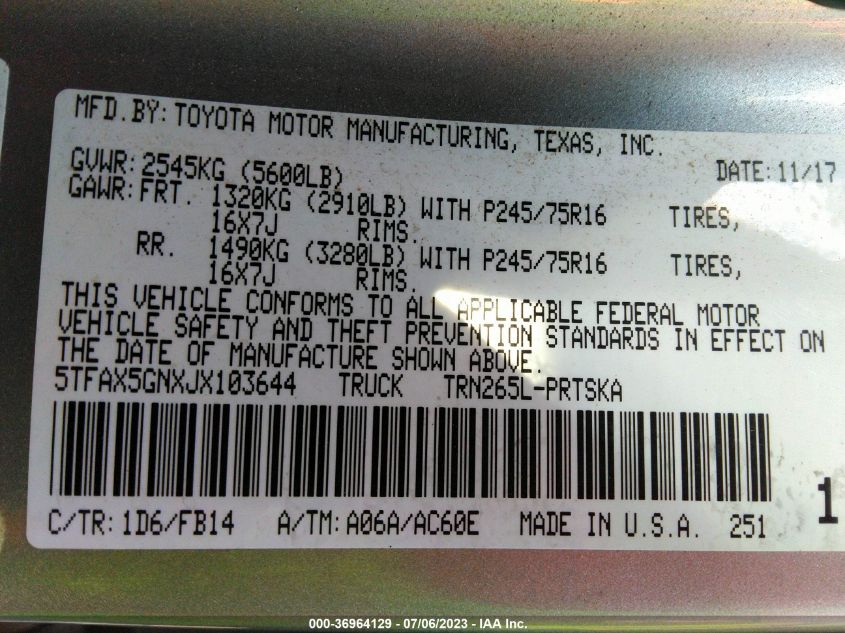 MFD.BY: TOYOTA MOTOR MANUFACTURING, TEXAS, INC.
GVWR: 2545KG (5600LB) DATE: 11/17
GAWR: FRT. 1320KG (2910LB) WITH P245/75R16 TIRES,
16X7J RIMS.
RR. 1490KG (3280LB) WITH P245/75R16 TIRES,
16X7J RIMS.
THIS VEHICLE CONFORMS TO ALL APPLICABLE FEDERAL MOTOR
VEHICLE SAFETY AND THEFT PREVENTION STANDARDS IN EFFECT ON
THE DATE OF MANUFACTURE SHOWN ABOVE.
5TFAX5GNXJX103644 TRUCK TRN265L-PRTSKA
C/TR: 1D6/FB14 A/TM: A06A/AC60E MADE IN U.S.A. 251
1
000-36964129 - 07/06/2023 - IAA Inc.